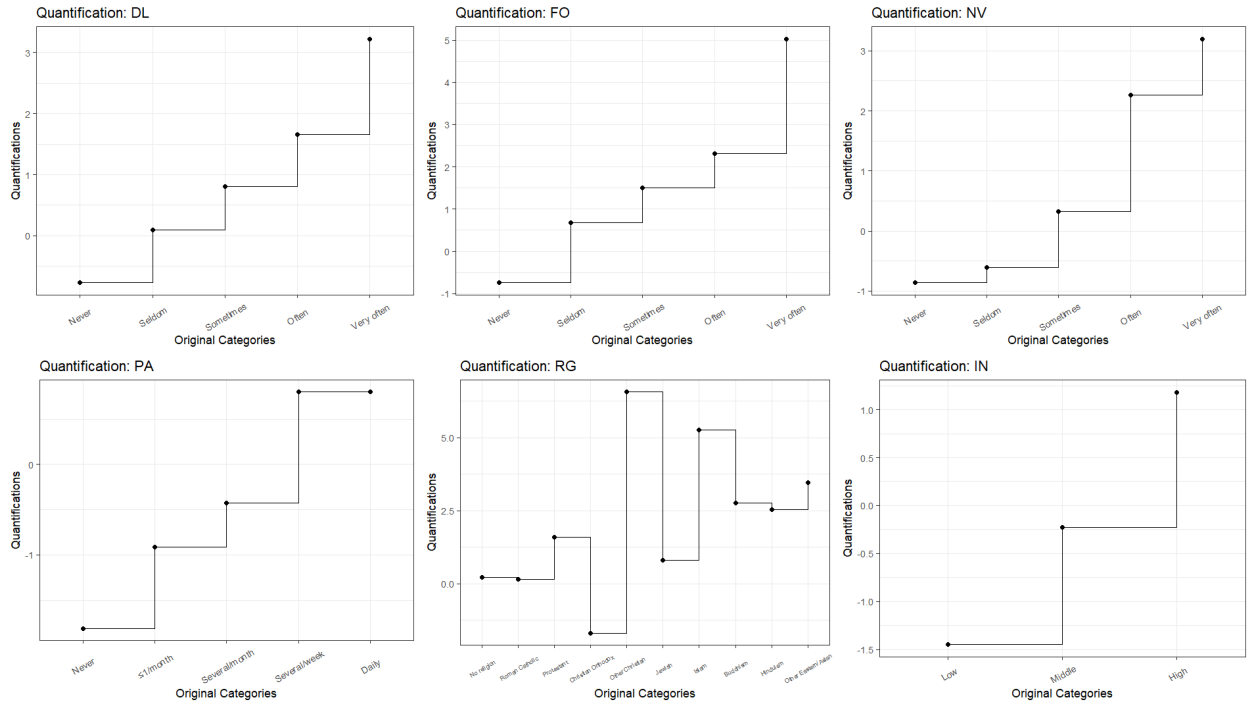 Quantification: DL
Quantifications
3
2
1
0
Never
Seldom
Sometimes
Often
Very often
Original Categories
Quantification: FO
Quantifications
5
4
3
2
1
0
-1
Never
Seldom
Sometimes
Often
Very often
Original Categories
Quantification: NV
Quantifications
3
2
1
0
-1
Never
Seldom
Sometimes
Often
Very often
Original Categories
Quantification: PA
Quantifications
0
-1
Never
≤1/month
Several/month
Several/week
Daily
Original Categories
Quantification: RG
Quantifications
5.0
2.5
0.0
No religion
Roman Catholic
Protestant
Christian Orthodox
Other Christian
Jewish
Islam
Buddhism
Hinduism
Other Eastern/Asian
Original Categories
Quantification: IN
Quantifications
1.0
0.5
0.0
-0.5
-1.0
-1.5
Low
Middle
High
Original Categories